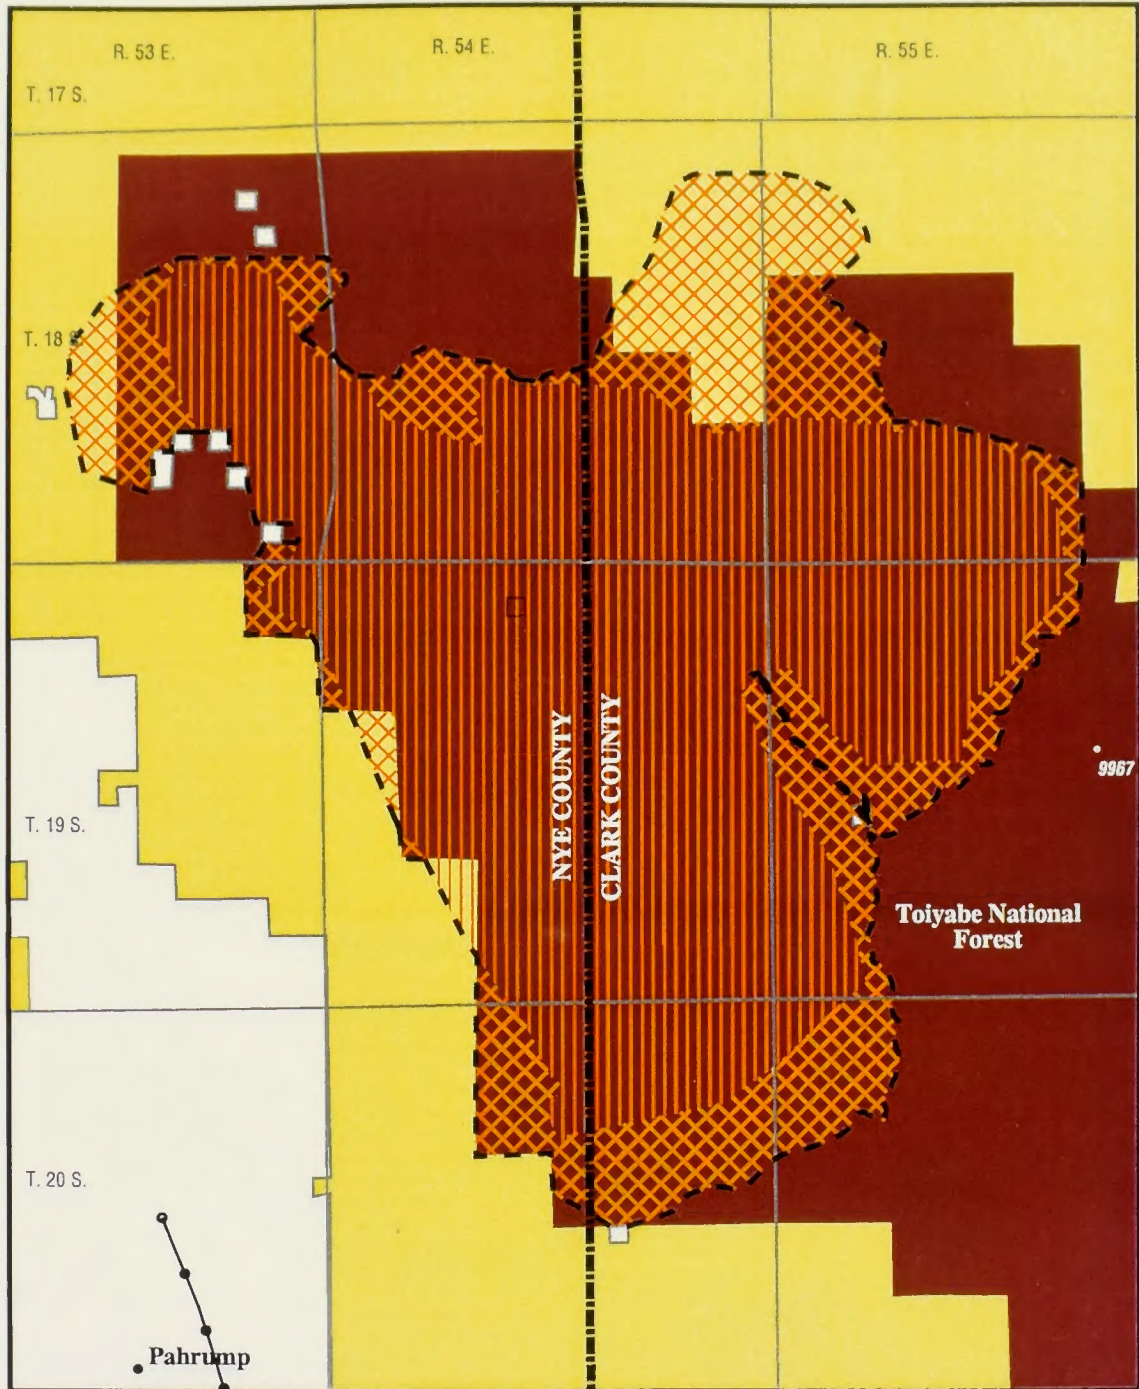 R. 53 E.
R. 54 E.
R. 55 E.
T. 17 S.
T. 18 S.
NYE COUNTY
CLARK COUNTY
9967
T. 19 S.
Toiyabe National
Forest
T. 20 S.
Pahrump